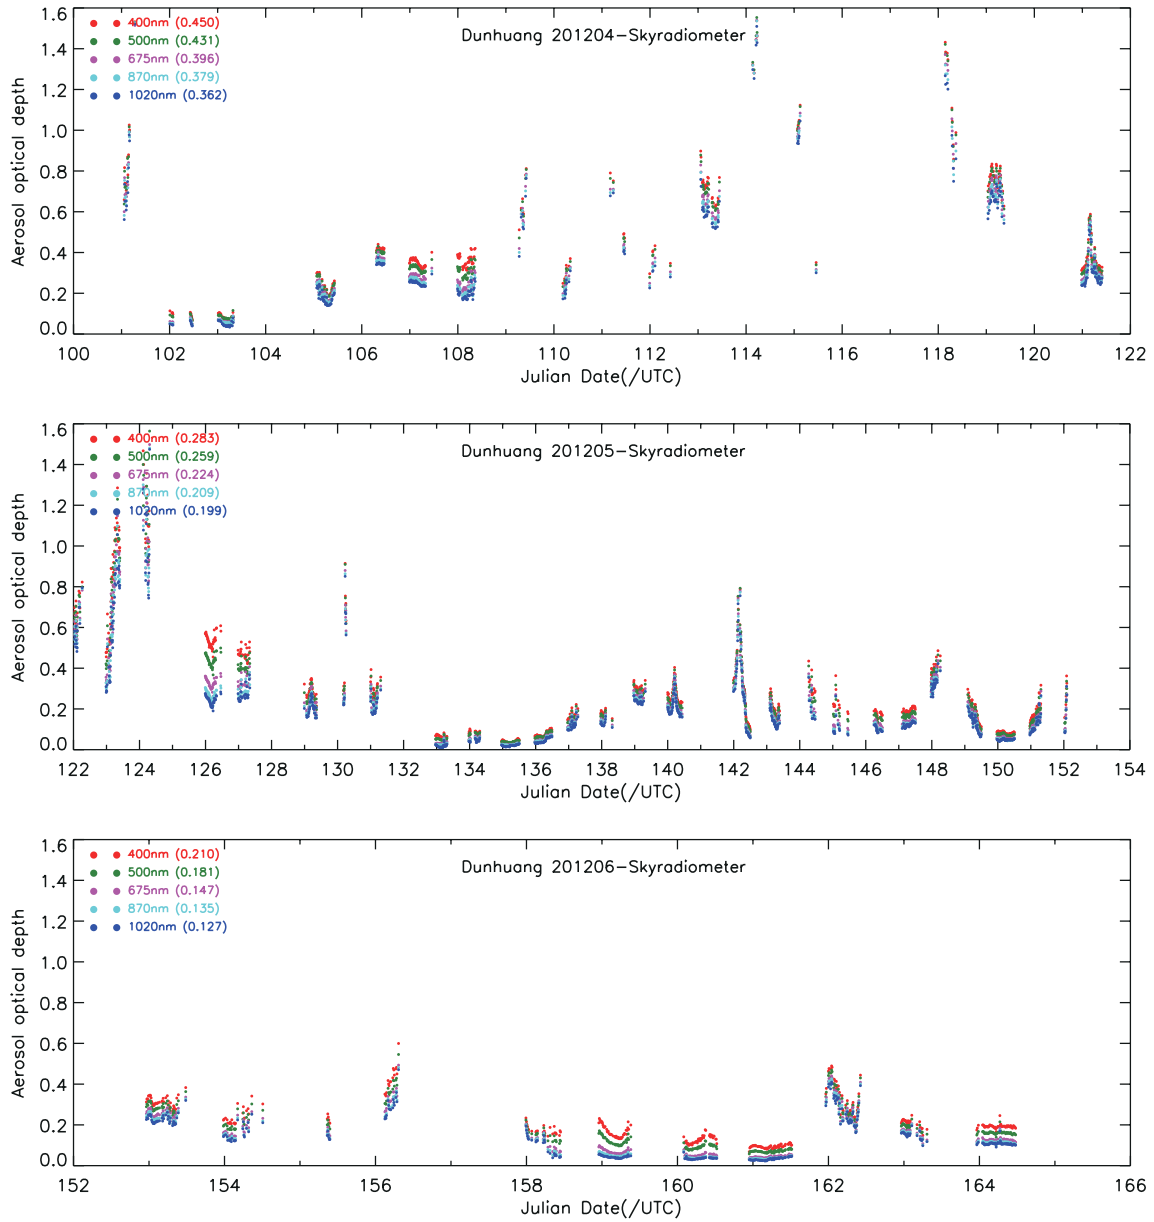 1.6
400nm (0.450)
Dunhuang 201204-Skyradiometer
500nm (0.431)
1.4
675nm (0.396)
870nm (0.379)
1.2
1020nm (0.362)
1.0
0.8
0.6
0.4
0.2
0.0
Aerosol optical depth
100 102 104 106 108 110 112 114 116 118 120 122
Julian Date(/UTC)
1.6
400nm (0.283)
Dunhuang 201205-Skyradiometer
500nm (0.259)
1.4
675nm (0.224)
870nm (0.209)
1.2
1020nm (0.199)
1.0
0.8
0.6
0.4
0.2
0.0
Aerosol optical depth
122 124 126 128 130 132 134 136 138 140 142 144 146 148 150 152 154
Julian Date(/UTC)
1.6
400nm (0.210)
Dunhuang 201206-Skyradiometer
500nm (0.181)
1.4
675nm (0.147)
870nm (0.135)
1.2
1020nm (0.127)
1.0
0.8
0.6
0.4
0.2
0.0
Aerosol optical depth
152 154 156 158 160 162 164 166
Julian Date(/UTC)